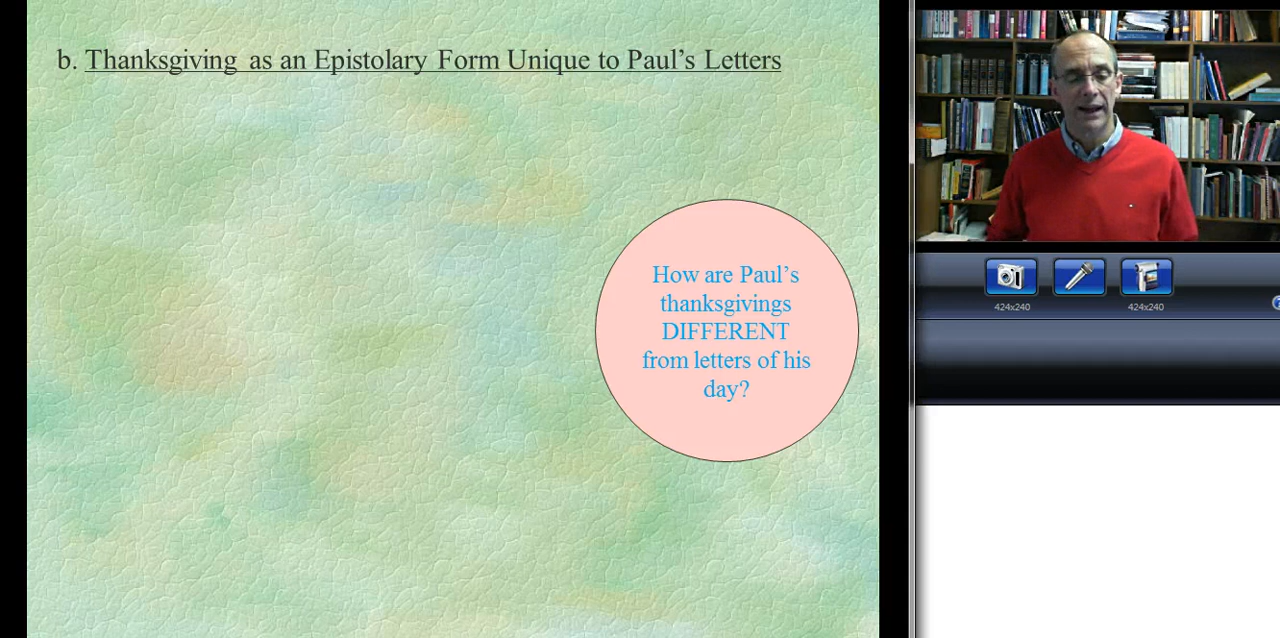 b. Thanksgiving as an Epistolary Form Unique to Paul’s Letters
How are Paul’s
thanksgivings
DIFFERENT
from letters of his
day?
424x240
424x240